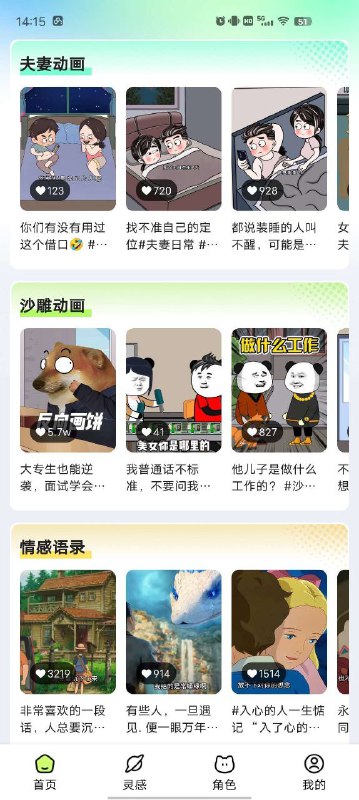 14:15
HD 5G 51
夫妻动画
123
720
928
你们有没有用过
这个借口🤣 #…
找不准自己的定
位#夫妻日常 #…
都说装睡的人叫
不醒，可能是…
女
夫
沙雕动画
做什么工作
反向画饼
5.7w
41
827
美女你是哪里的
大专生也能逆
袭，面试学会…
我普通话不标
准，不要问我…
他儿子是做什么
工作的？ #沙…
不
想
情感语录
3219
914
1514
非常喜欢的一段
话，人总要沉…
有些人，一旦遇
见，便一眼万年…
#入心的人一生惦
记 “入了心的…
永
同
首页
灵感
角色
我的